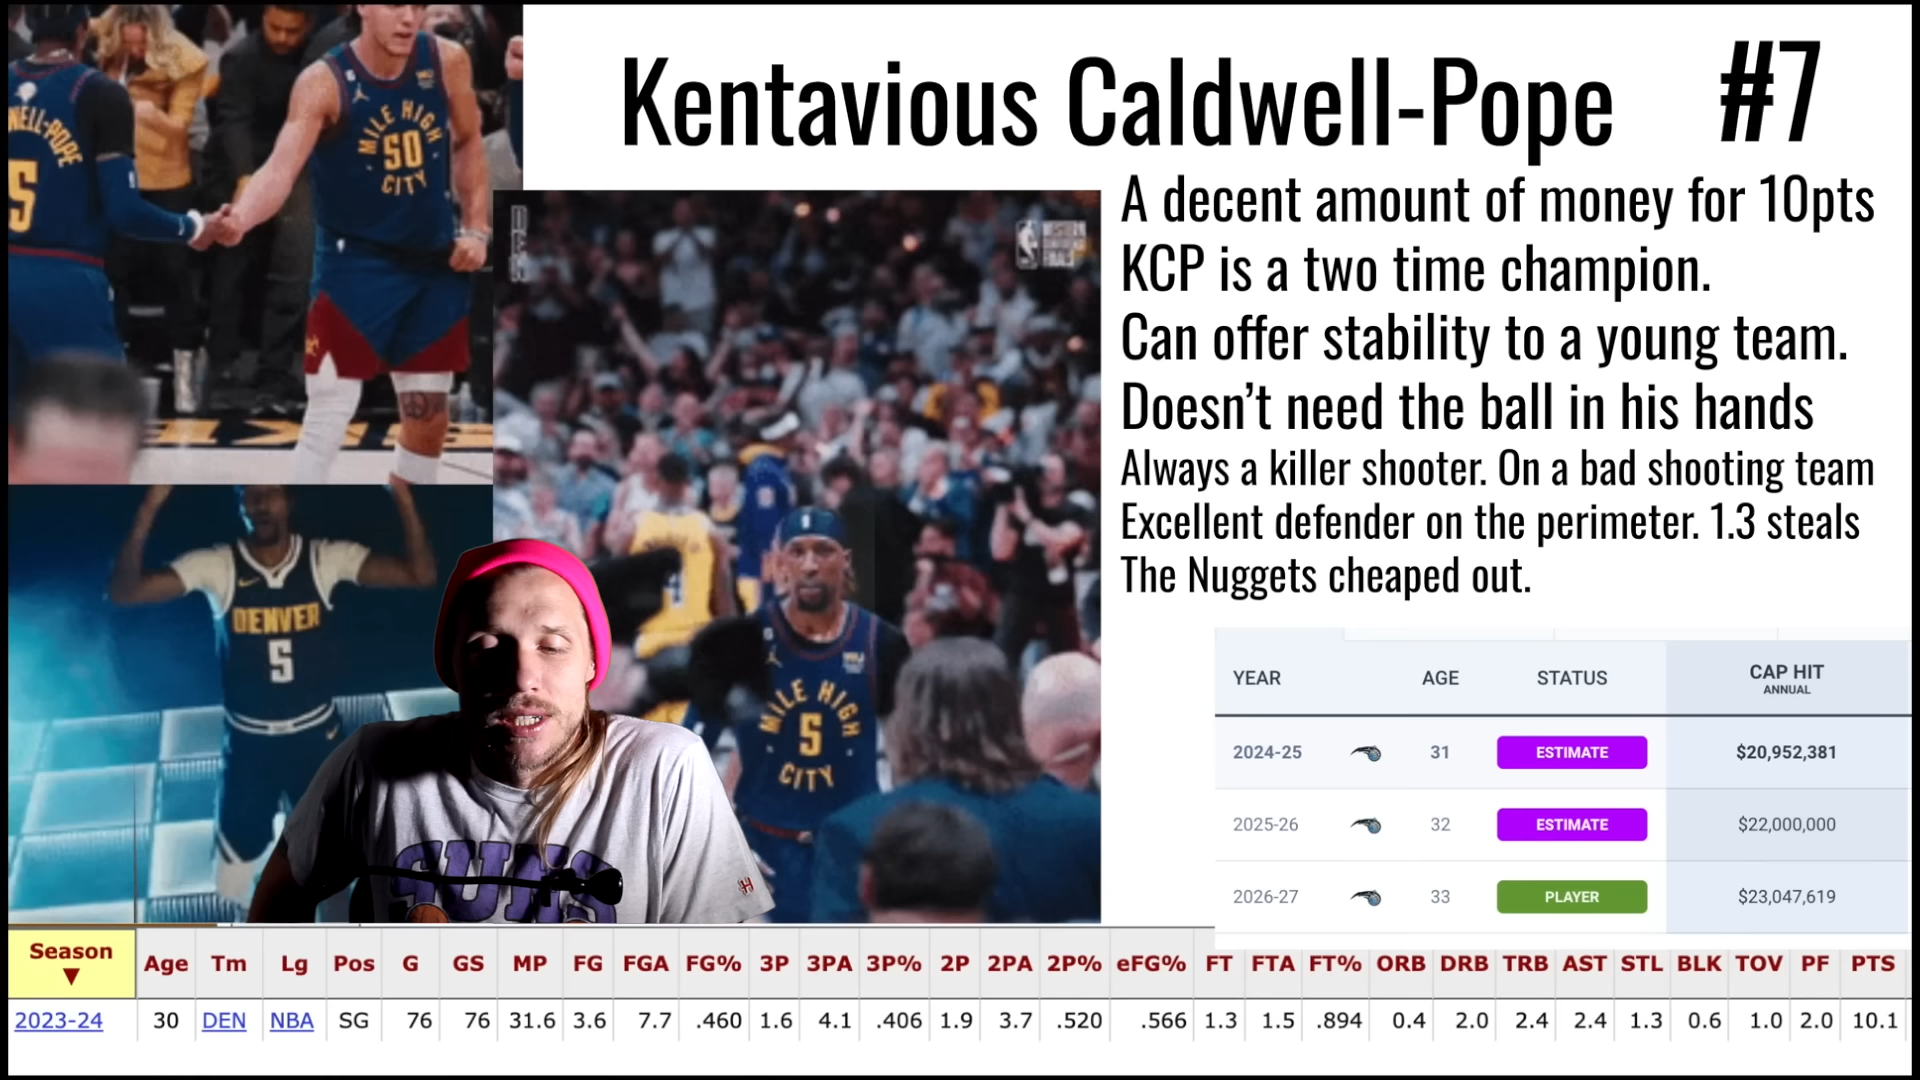 Kentavious Caldwell-Pope #7
A decent amount of money for 10pts
KCP is a two time champion.
Can offer stability to a young team.
Doesn’t need the ball in his hands
Always a killer shooter. On a bad shooting team
Excellent defender on the perimeter. 1.3 steals
The Nuggets cheaped out.
WELL-POPE
5
MILE HIGH
50
CITY
DEN
WESTERN
CONFERENCE
FINALS
DENVER
5
MILE HIGH
5
CITY
SUNS
YEAR AGE STATUS CAP HIT
ANNUAL
2024-25 31 ESTIMATE $20,952,381
2025-26 32 ESTIMATE $22,000,000
2026-27 33 PLAYER $23,047,619
Season Age Tm Lg Pos G GS MP FG FGA FG% 3P 3PA 3P% 2P 2PA 2P% eFG% FT FTA FT% ORB DRB TRB AST STL BLK TOV PF PTS
2023-24 30 DEN NBA SG 76 76 31.6 3.6 7.7 .460 1.6 4.1 .406 1.9 3.7 .520 .566 1.3 1.5 .894 0.4 2.0 2.4 2.4 1.3 0.6 1.0 2.0 10.1